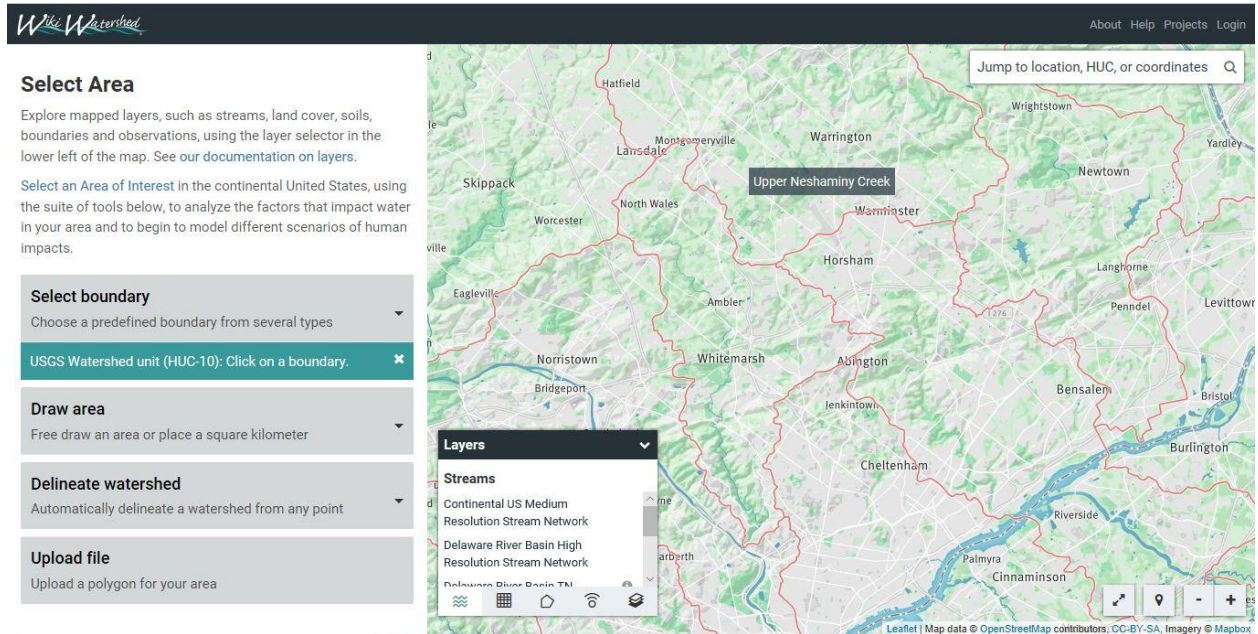 WikiWatershed
About Help Projects Login
Select Area
Explore mapped layers, such as streams, land cover, soils,
boundaries and observations, using the layer selector in the
lower left of the map. See our documentation on layers.
Select an Area of Interest in the continental United States, using
the suite of tools below, to analyze the factors that impact water
in your area and to begin to model different scenarios of human
impacts.
Select boundary
Choose a predefined boundary from several types
USGS Watershed unit (HUC-10): Click on a boundary.
Draw area
Free draw an area or place a square kilometer
Delineate watershed
Automatically delineate a watershed from any point
Upload file
Upload a polygon for your area
Jump to location, HUC, or coordinates
Hatfield
Wrightstown
Montgomeryville
Warrington
Lansdale
Yardley
Newtown
Skippack
Upper Neshaminy Creek
North Wales
Warminster
Worcester
ville
Horsham
Langhorne
Eagleville
Ambler
Penndel
Levittown
1276
Norristown
Whitemarsh
Abington
Bridgeport
Bensalem
Bristol
Jenkintown
Burlington
Cheltenham
Riverside
Palmyra
Cinnaminson
Layers
Streams
Continental US Medium
Resolution Stream Network
Delaware River Basin High
Resolution Stream Network
Delaware River Basin TN
- +
Leaflet | Map data © OpenStreetMap contributors, CC-BY-SA, Imagery © Mapbox